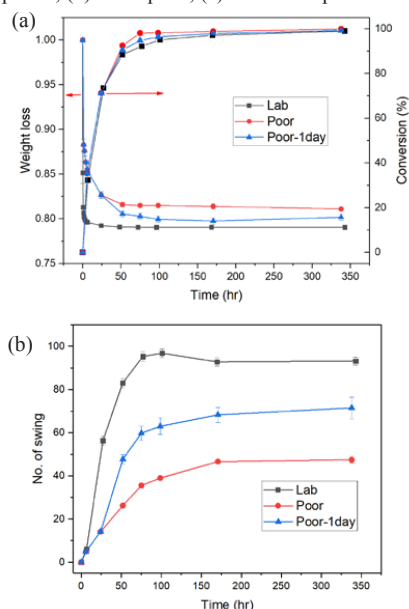 (a)
1.00
0.95
0.90
0.85
0.80
0.75
Weight loss
100
80
60
40
20
0
Conversion (%)
Lab
Poor
Poor-1day
0 50 100 150 200 250 300 350
Time (hr)
(b)
100
80
60
40
20
0
No. of swing
Lab
Poor
Poor-1day
0 50 100 150 200 250 300 350
Time (hr)